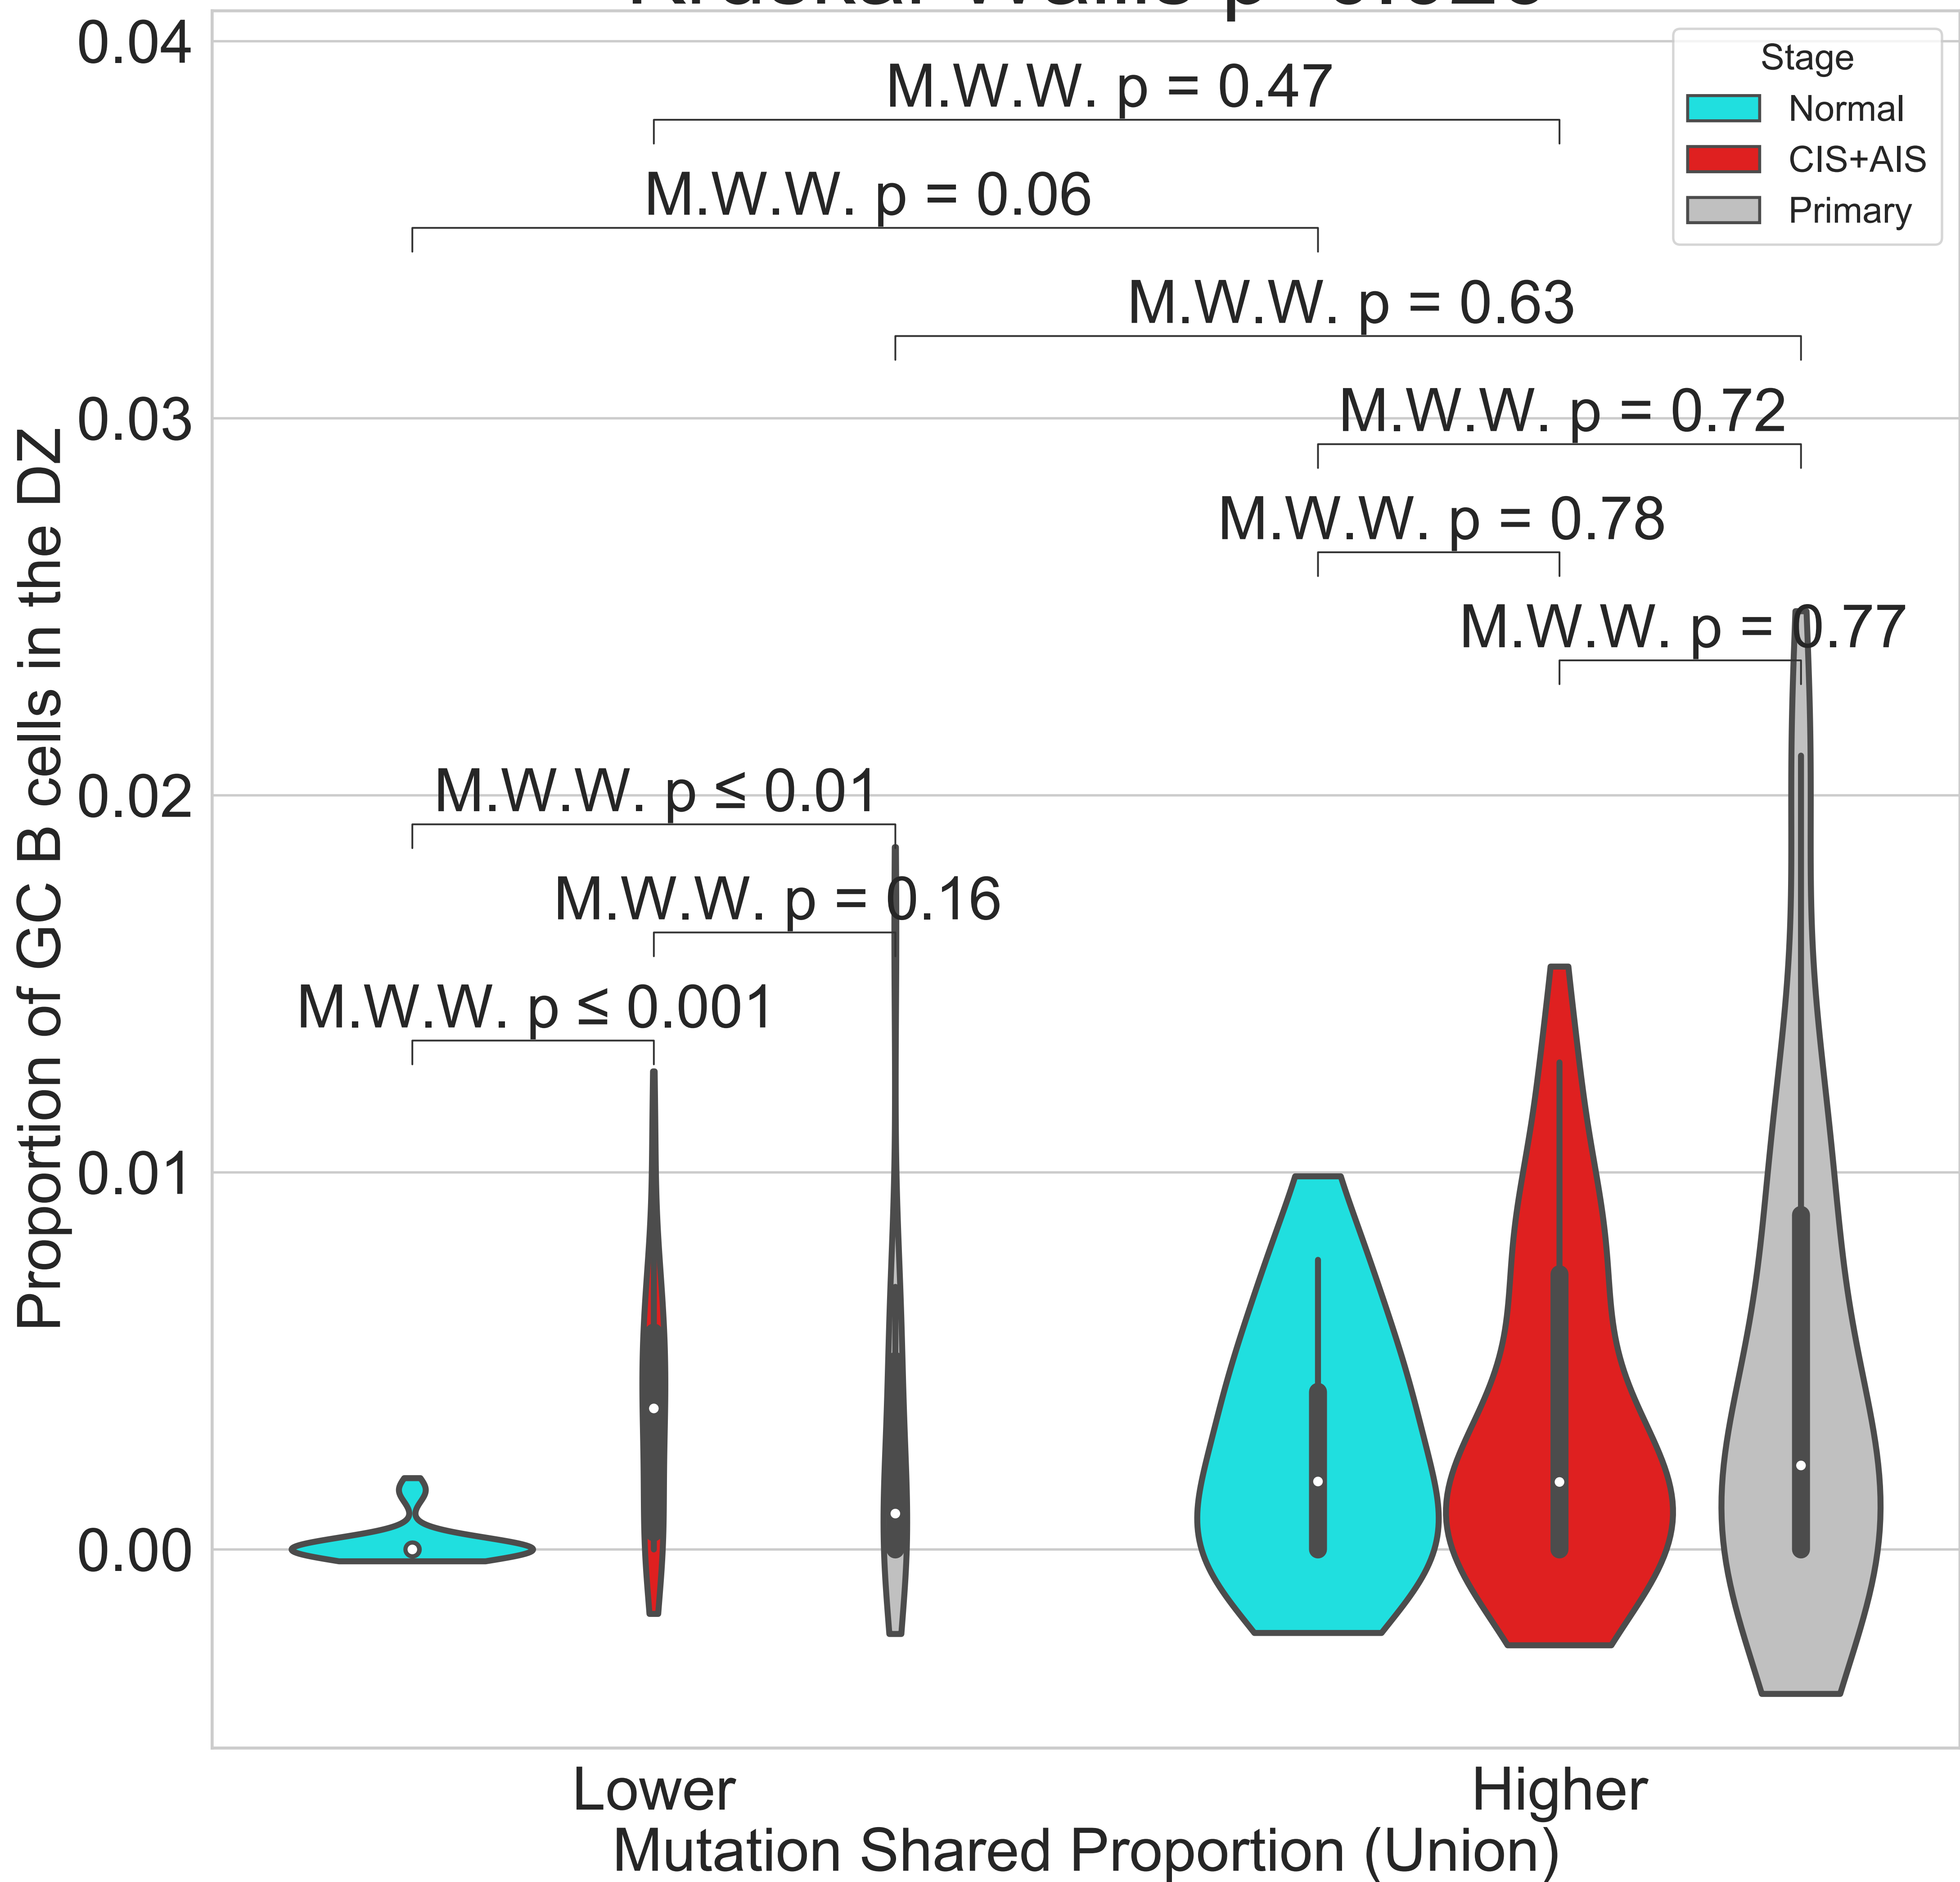 0.04
0.03
0.02
0.01
0.00
Proportion of GC B cells in the DZ
M.W.W. p = 0.47
M.W.W. p = 0.06
M.W.W. p = 0.63
M.W.W. p = 0.72
M.W.W. p = 0.78
M.W.W. p = 0.77
M.W.W. p ≤ 0.01
M.W.W. p = 0.16
M.W.W. p ≤ 0.001
Stage
Normal
CIS+AIS
Primary
Lower
Higher
Mutation Shared Proportion (Union)